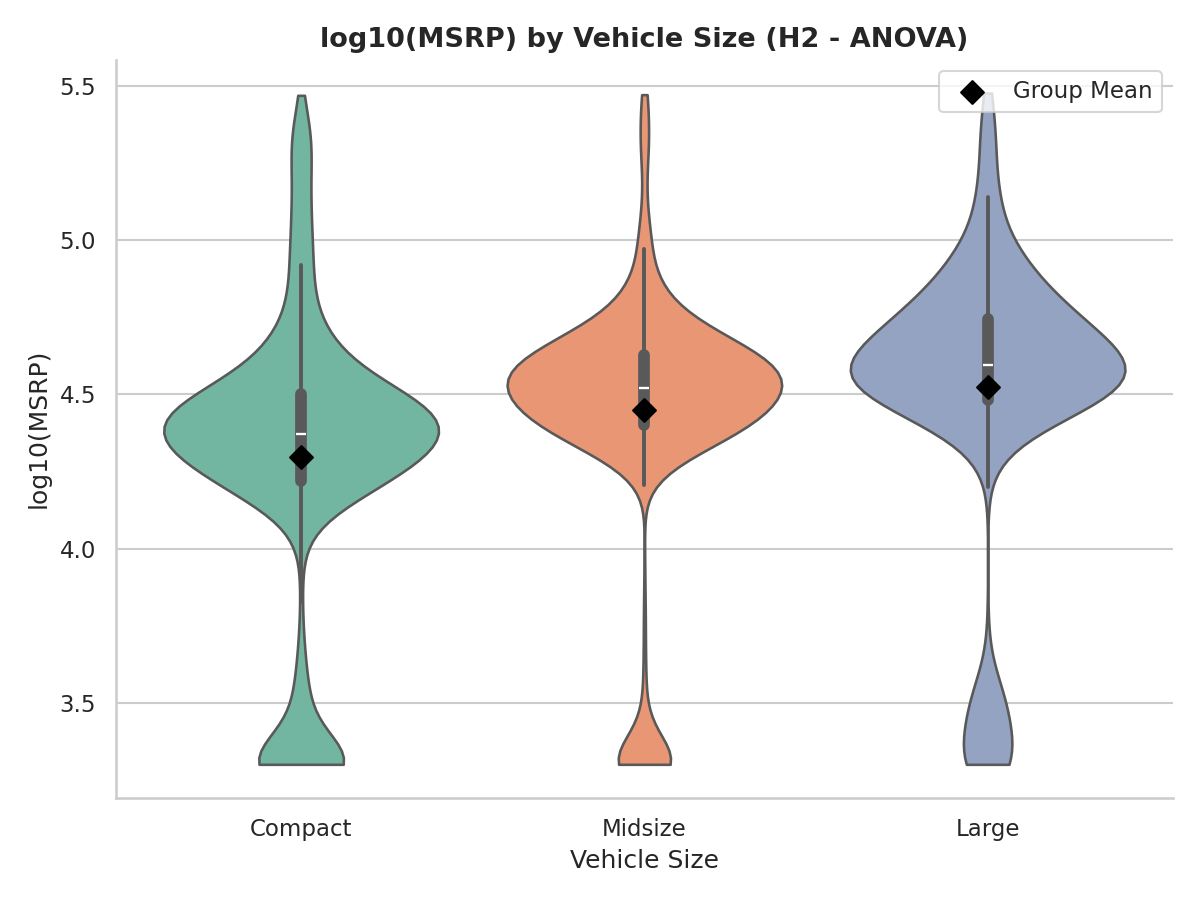 log10(MSRP) by Vehicle Size (H2 - ANOVA)
Group Mean
5.5
5.0
4.5
4.0
3.5
log10(MSRP)
Compact
Midsize
Large
Vehicle Size